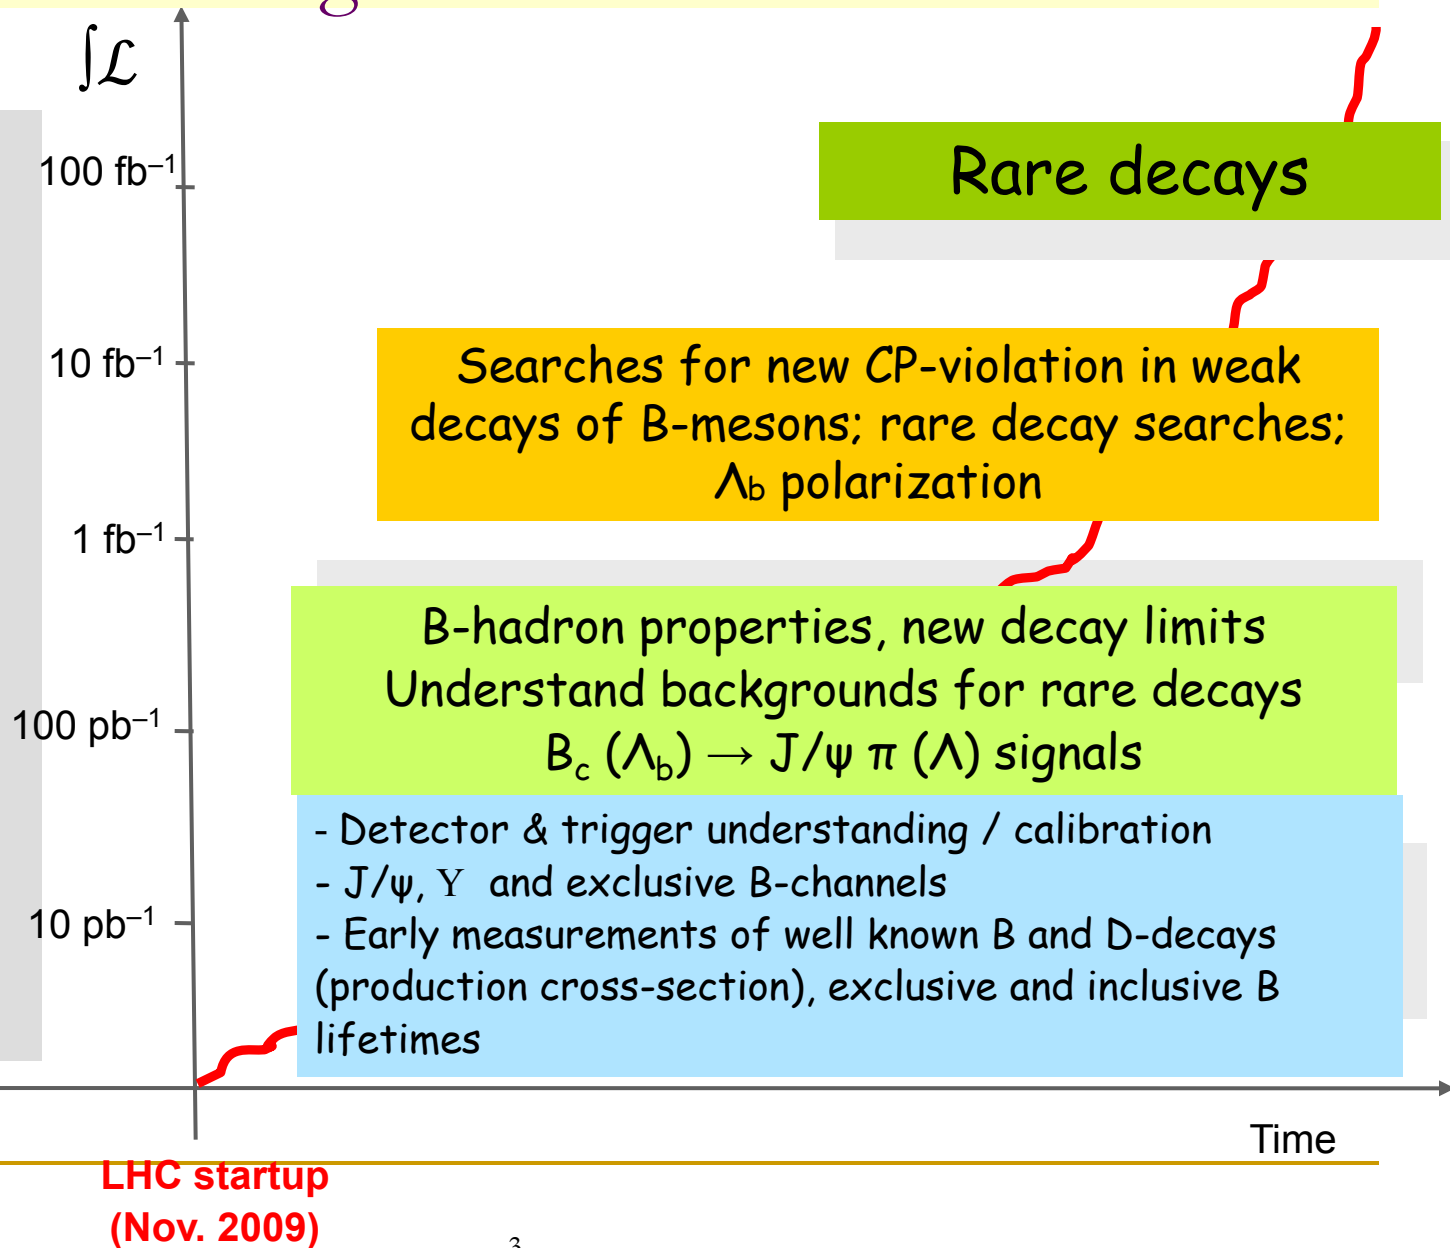 ∫ℒ
100 fb–1
Rare decays
10 fb–1
Searches for new CP-violation in weak
decays of B-mesons; rare decay searches;
Λb polarization
1 fb–1
B-hadron properties, new decay limits
Understand backgrounds for rare decays
Bc (Λb) → J/ψ π (Λ) signals
100 pb–1
- Detector & trigger understanding / calibration
- J/ψ, Υ and exclusive B-channels
- Early measurements of well known B and D-decays
(production cross-section), exclusive and inclusive B
lifetimes
10 pb–1
Time
LHC startup
(Nov. 2009)
3